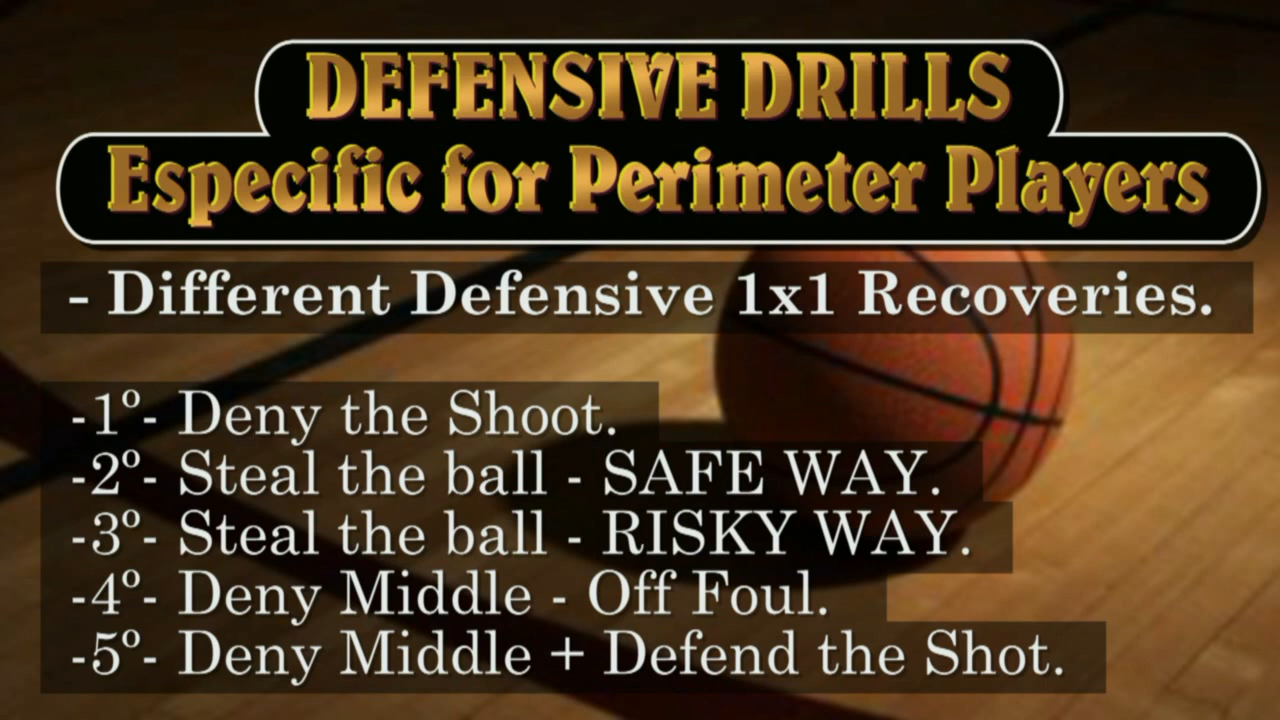 DEFENSIVE DRILLS
Especific for Perimeter Players
- Different Defensive 1x1 Recoveries.
-1º- Deny the Shoot.
-2º- Steal the ball - SAFE WAY.
-3º- Steal the ball - RISKY WAY.
-4º- Deny Middle - Off Foul.
-5º- Deny Middle + Defend the Shot.